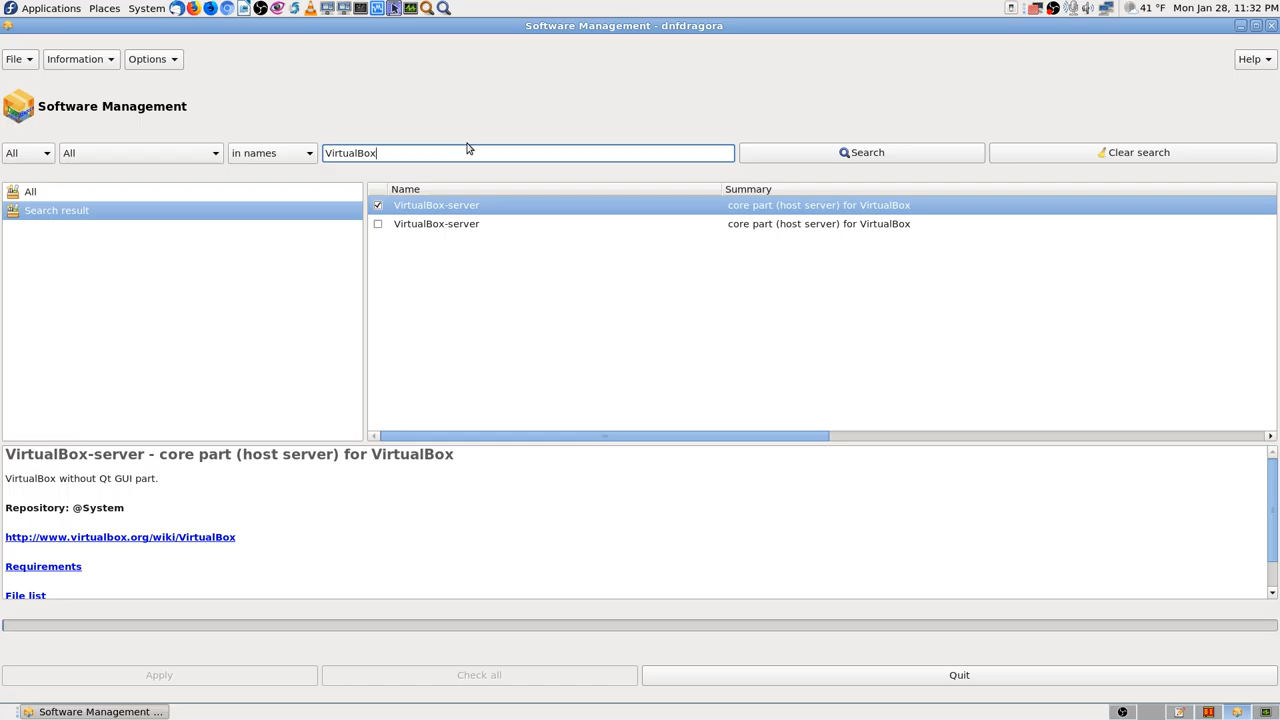 Applications Places System 41 °F Mon Jan 28, 11:32 PM
Software Management - dnfdragora
File Information Options Help
Software Management
All All in names VirtualBox Search Clear search
All
Search result
Name Summary
VirtualBox-server core part (host server) for VirtualBox
VirtualBox-server core part (host server) for VirtualBox
VirtualBox-server - core part (host server) for VirtualBox
VirtualBox without Qt GUI part.
Repository: @System
http://www.virtualbox.org/wiki/VirtualBox
Requirements
File list
Apply Check all Quit
Software Management ...